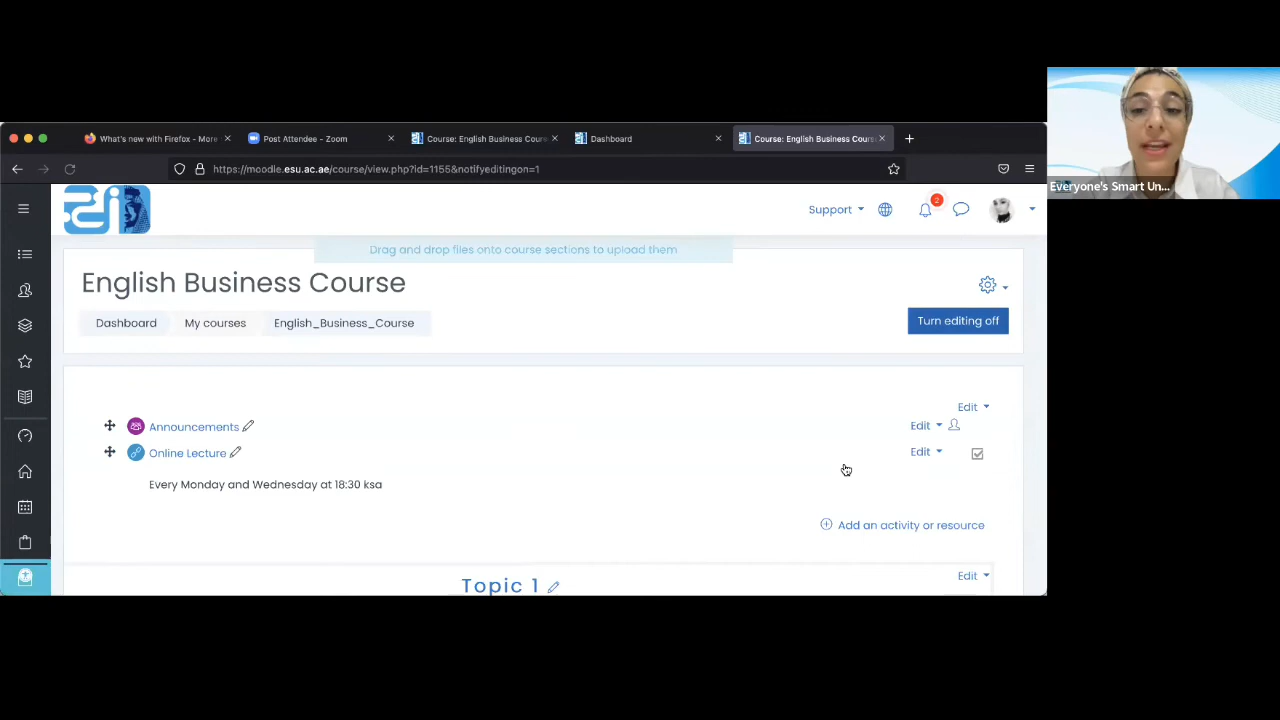 What's new with Firefox - More
Post Attendee - Zoom
Course: English Business Cours
Dashboard
Course: English Business Cours
https://moodle.esu.ac.ae/course/view.php?id=1155&notifyeditingon=1
Everyone's Smart Un...
Support
2
Drag and drop files onto course sections to upload them
English Business Course
Dashboard
My courses
English_Business_Course
Turn editing off
Edit
Announcements
Edit
Online Lecture
Edit
Every Monday and Wednesday at 18:30 ksa
Add an activity or resource
Topic 1
Edit